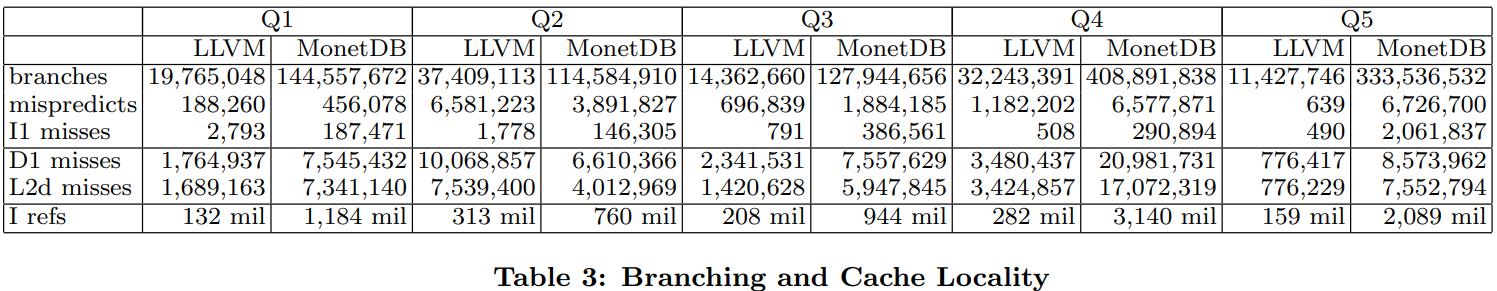 Q1 Q2 Q3 Q4 Q5
LLVM MonetDB LLVM MonetDB LLVM MonetDB LLVM MonetDB LLVM MonetDB
branches 19,765,048 144,557,672 37,409,113 114,584,910 14,362,660 127,944,656 32,243,391 408,891,838 11,427,746 333,536,532
mispredicts 188,260 456,078 6,581,223 3,891,827 696,839 1,884,185 1,182,202 6,577,871 639 6,726,700
I1 misses 2,793 187,471 1,778 146,305 791 386,561 508 290,894 490 2,061,837
D1 misses 1,764,937 7,545,432 10,068,857 6,610,366 2,341,531 7,557,629 3,480,437 20,981,731 776,417 8,573,962
L2d misses 1,689,163 7,341,140 7,539,400 4,012,969 1,420,628 5,947,845 3,424,857 17,072,319 776,229 7,552,794
I refs 132 mil 1,184 mil 313 mil 760 mil 208 mil 944 mil 282 mil 3,140 mil 159 mil 2,089 mil
Table 3: Branching and Cache Locality